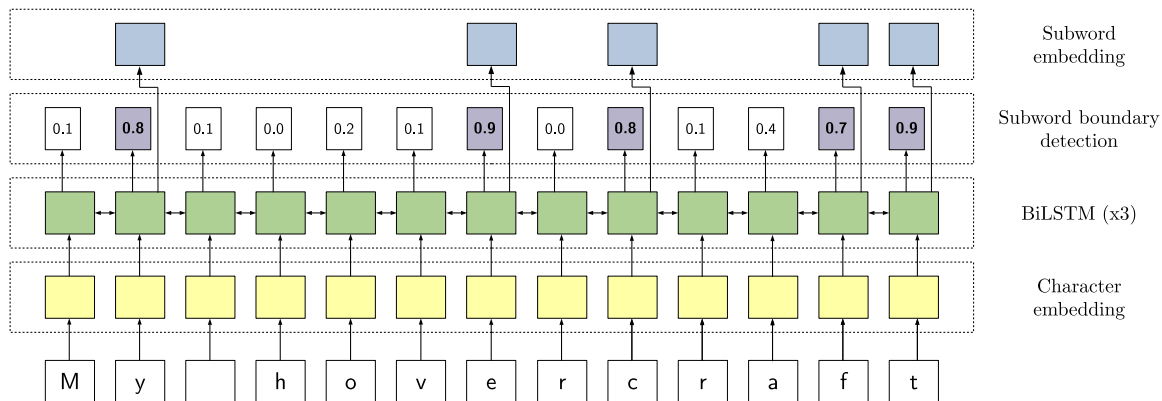 Subword
embedding
0.1 0.8 0.1 0.0 0.2 0.1 0.9 0.0 0.8 0.1 0.4 0.7 0.9
Subword boundary
detection
BiLSTM (x3)
Character
embedding
M y h o v e r c r a f t